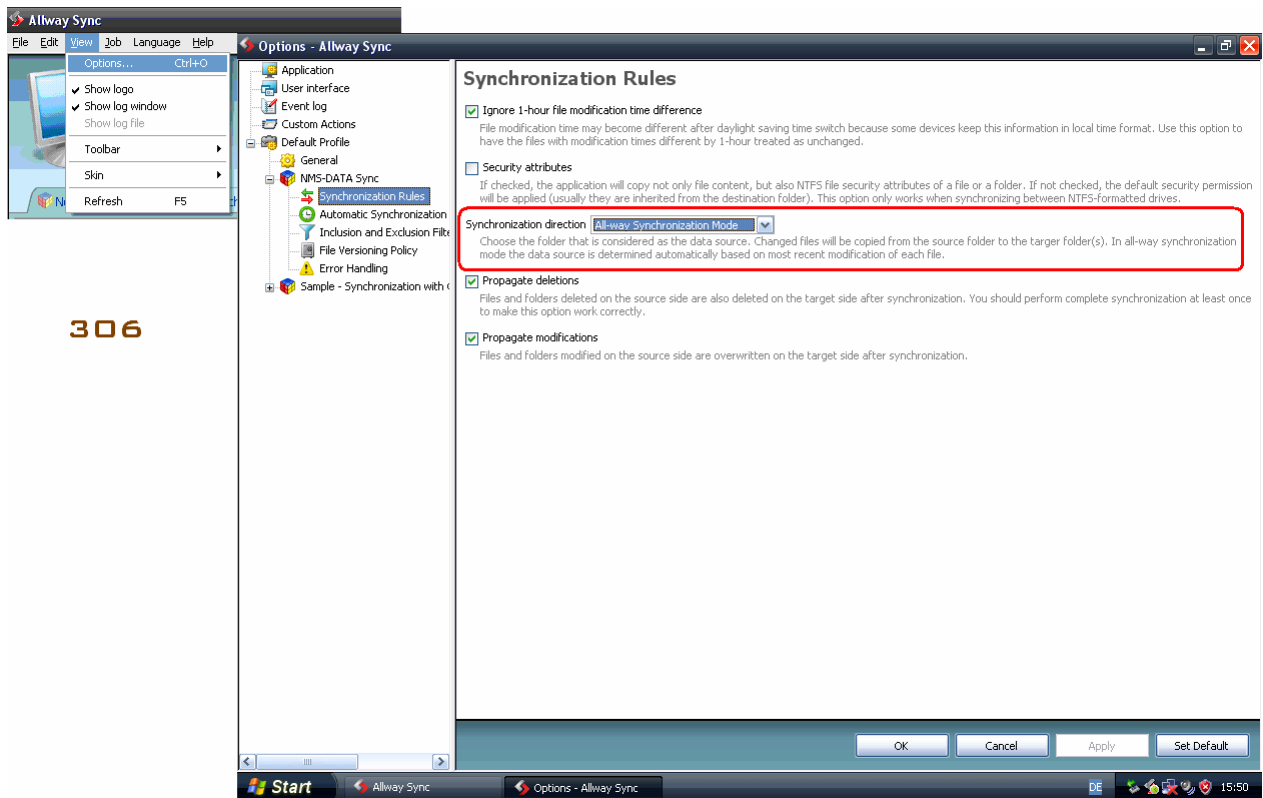 Allway Sync
File Edit View Job Language Help
Options... Ctrl+O
Show logo
Show log window
Show log file
Toolbar
Skin
Refresh F5
306
Options - Allway Sync
Application
User interface
Event log
Custom Actions
Default Profile
General
NMS-DATA Sync
Synchronization Rules
Automatic Synchronization
Inclusion and Exclusion Filte
File Versioning Policy
Error Handling
Sample - Synchronization with
Synchronization Rules
Ignore 1-hour file modification time difference
File modification time may become different after daylight saving time switch because some devices keep this information in local time format. Use this option to
have the files with modification times different by 1-hour treated as unchanged.
Security attributes
If checked, the application will copy not only file content, but also NTFS file security attributes of a file or a folder. If not checked, the default security permission
will be applied (usually they are inherited from the destination folder). This option only works when synchronizing between NTFS-formatted drives.
Synchronization direction All-way Synchronization Mode
Choose the folder that is considered as the data source. Changed files will be copied from the source folder to the targer folder(s). In all-way synchronization
mode the data source is determined automatically based on most recent modification of each file.
Propagate deletions
Files and folders deleted on the source side are also deleted on the target side after synchronization. You should perform complete synchronization at least once
to make this option work correctly.
Propagate modifications
Files and folders modified on the source side are overwritten on the target side after synchronization.
OK Cancel Apply Set Default
Start Allway Sync Options - Allway Sync DE 15:50